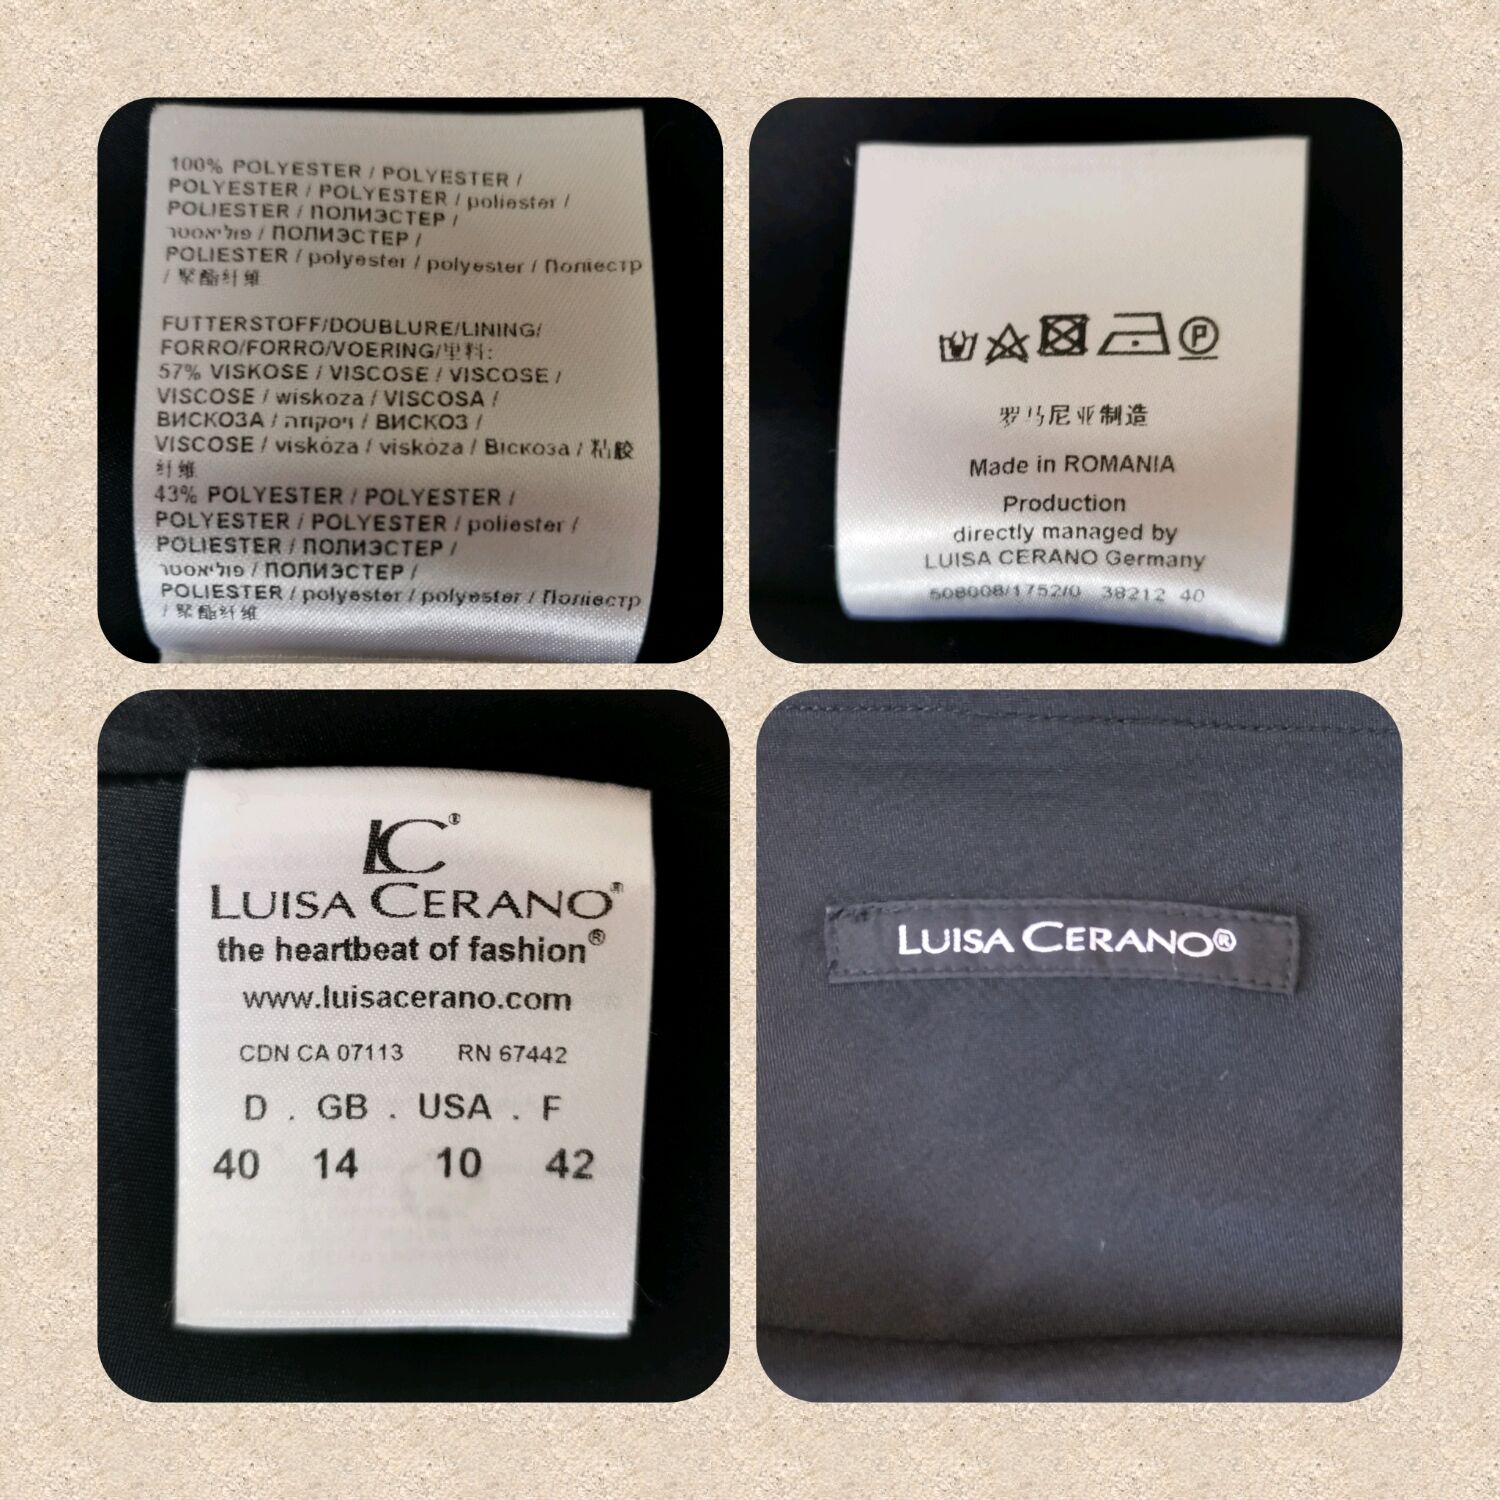 100% POLYESTER / POLYESTER /
POLYESTER / POLYESTER / poliester /
POLIESTER / ПОЛИЭСТЕР /
פוליאסטר / ПОЛИЭСТЕР /
POLIESTER / polyester / polyester / Поліестр
/ 聚酯纤维
FUTTERSTOFF/DOUBLURE/LINING/
FORRO/FORRO/VOERING/里料:
57% VISKOSE / VISCOSE / VISCOSE /
VISCOSE / wiskoza / VISCOSA /
ВИСКОЗА / ויסקוזה / ВИСКОЗ /
VISCOSE / viskóza / viskóza / Віскоза / 粘胶
纤维
43% POLYESTER / POLYESTER /
POLYESTER / POLYESTER / poliester /
POLIESTER / ПОЛИЭСТЕР /
פוליאסטר / ПОЛИЭСТЕР /
POLIESTER / polyester / polyester / Поліестр
/ 聚酯纤维
P
罗马尼亚制造
Made in ROMANIA
Production
directly managed by
LUISA CERANO Germany
608008/1752/0 38212 40
LC®
LUISA CERANO®
the heartbeat of fashion®
www.luisacerano.com
CDN CA 07113 RN 67442
D . GB . USA . F
40 14 10 42
LUISA CERANO®